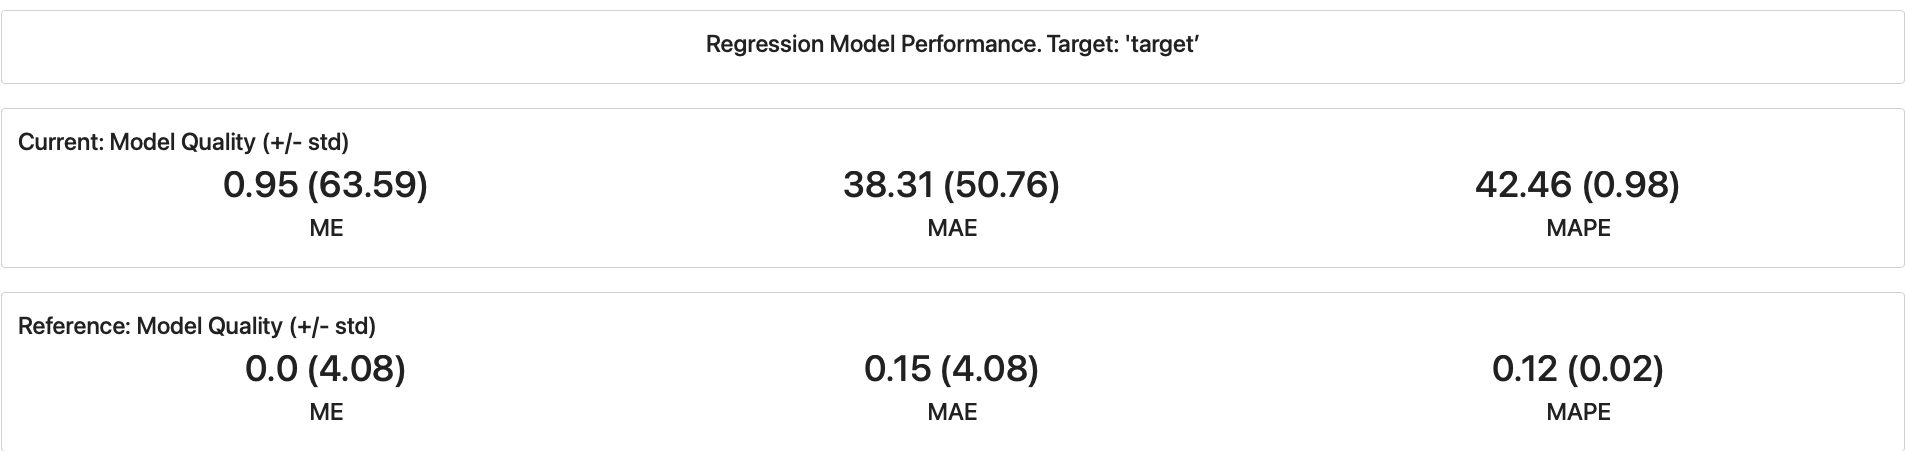 Regression Model Performance. Target: 'target’
Current: Model Quality (+/- std)
0.95 (63.59) 38.31 (50.76) 42.46 (0.98)
ME MAE MAPE
Reference: Model Quality (+/- std)
0.0 (4.08) 0.15 (4.08) 0.12 (0.02)
ME MAE MAPE